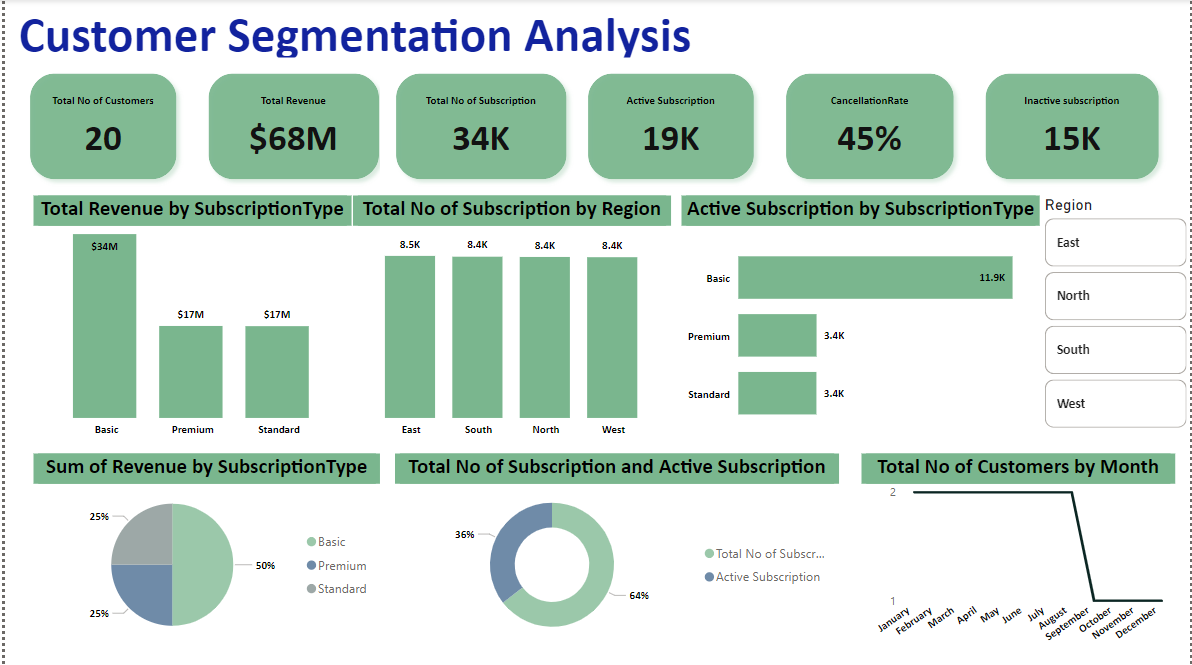 Customer Segmentation Analysis
Total No of Customers
20
Total Revenue
$68M
Total No of Subscription
34K
Active Subscription
19K
CancellationRate
45%
Inactive subscription
15K
Total Revenue by SubscriptionType
$34M
$17M
$17M
Basic
Premium
Standard
Total No of Subscription by Region
8.5K
8.4K
8.4K
8.4K
East
South
North
West
Active Subscription by SubscriptionType
Basic
11.9K
Premium
3.4K
Standard
3.4K
Region
East
North
South
West
Sum of Revenue by SubscriptionType
25%
50%
25%
Basic
Premium
Standard
Total No of Subscription and Active Subscription
36%
64%
Total No of Subscr...
Active Subscription
Total No of Customers by Month
2
1
January
February
March
April
May
June
July
August
September
October
November
December